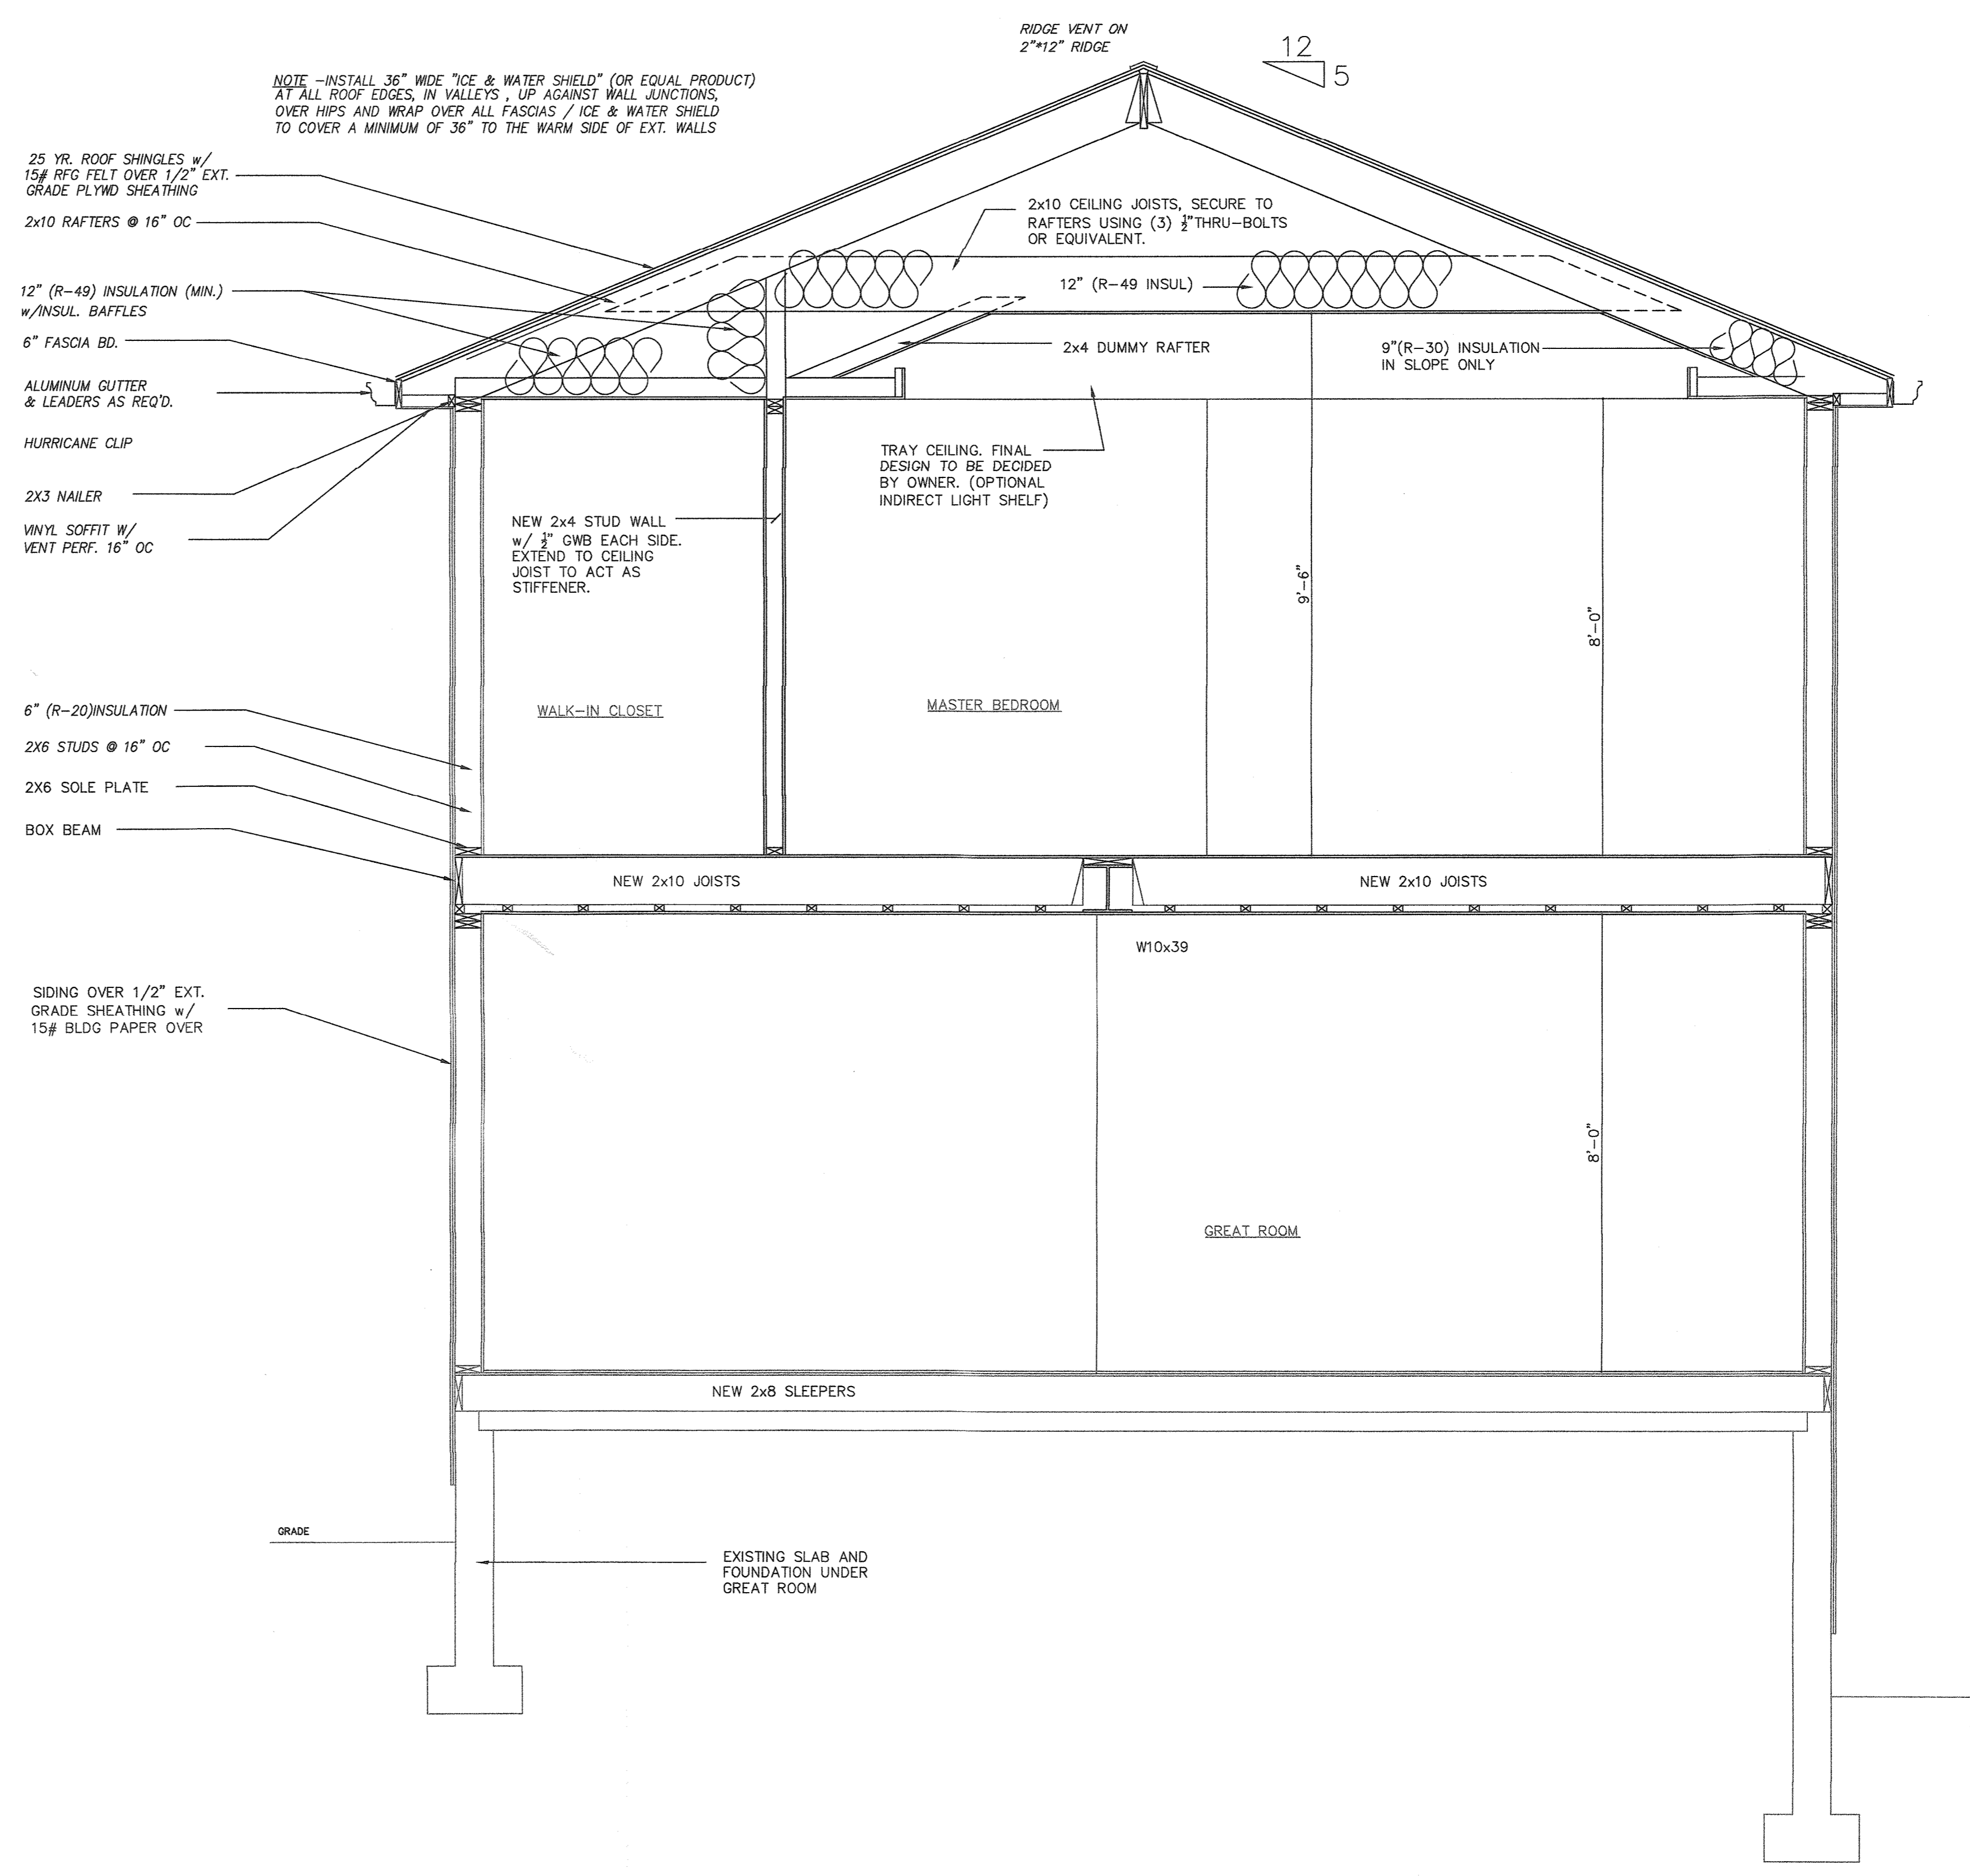 RIDGE VENT ON
2"*12" RIDGE
12
5
NOTE -INSTALL 36" WIDE "ICE & WATER SHIELD" (OR EQUAL PRODUCT)
AT ALL ROOF EDGES, IN VALLEYS , UP AGAINST WALL JUNCTIONS,
OVER HIPS AND WRAP OVER ALL FASCIAS / ICE & WATER SHIELD
TO COVER A MINIMUM OF 36" TO THE WARM SIDE OF EXT. WALLS
25 YR. ROOF SHINGLES w/
15# RFG FELT OVER 1/2" EXT.
GRADE PLYWD SHEATHING
2x10 RAFTERS @ 16" OC
12" (R-49) INSULATION (MIN.)
w/INSUL. BAFFLES
6" FASCIA BD.
ALUMINUM GUTTER
& LEADERS AS REQ'D.
HURRICANE CLIP
2X3 NAILER
VINYL SOFFIT W/
VENT PERF. 16" OC
2x10 CEILING JOISTS, SECURE TO
RAFTERS USING (3) ½"THRU-BOLTS
OR EQUIVALENT.
12" (R-49 INSUL)
2x4 DUMMY RAFTER
9"(R-30) INSULATION
IN SLOPE ONLY
TRAY CEILING. FINAL
DESIGN TO BE DECIDED
BY OWNER. (OPTIONAL
INDIRECT LIGHT SHELF)
NEW 2x4 STUD WALL
w/ ½" GWB EACH SIDE.
EXTEND TO CEILING
JOIST TO ACT AS
STIFFENER.
9'-6"
8'-0"
WALK-IN CLOSET
MASTER BEDROOM
6" (R-20)INSULATION
2X6 STUDS @ 16" OC
2X6 SOLE PLATE
BOX BEAM
NEW 2x10 JOISTS
NEW 2x10 JOISTS
W10x39
SIDING OVER 1/2" EXT.
GRADE SHEATHING w/
15# BLDG PAPER OVER
8'-0"
GREAT ROOM
NEW 2x8 SLEEPERS
GRADE
EXISTING SLAB AND
FOUNDATION UNDER
GREAT ROOM